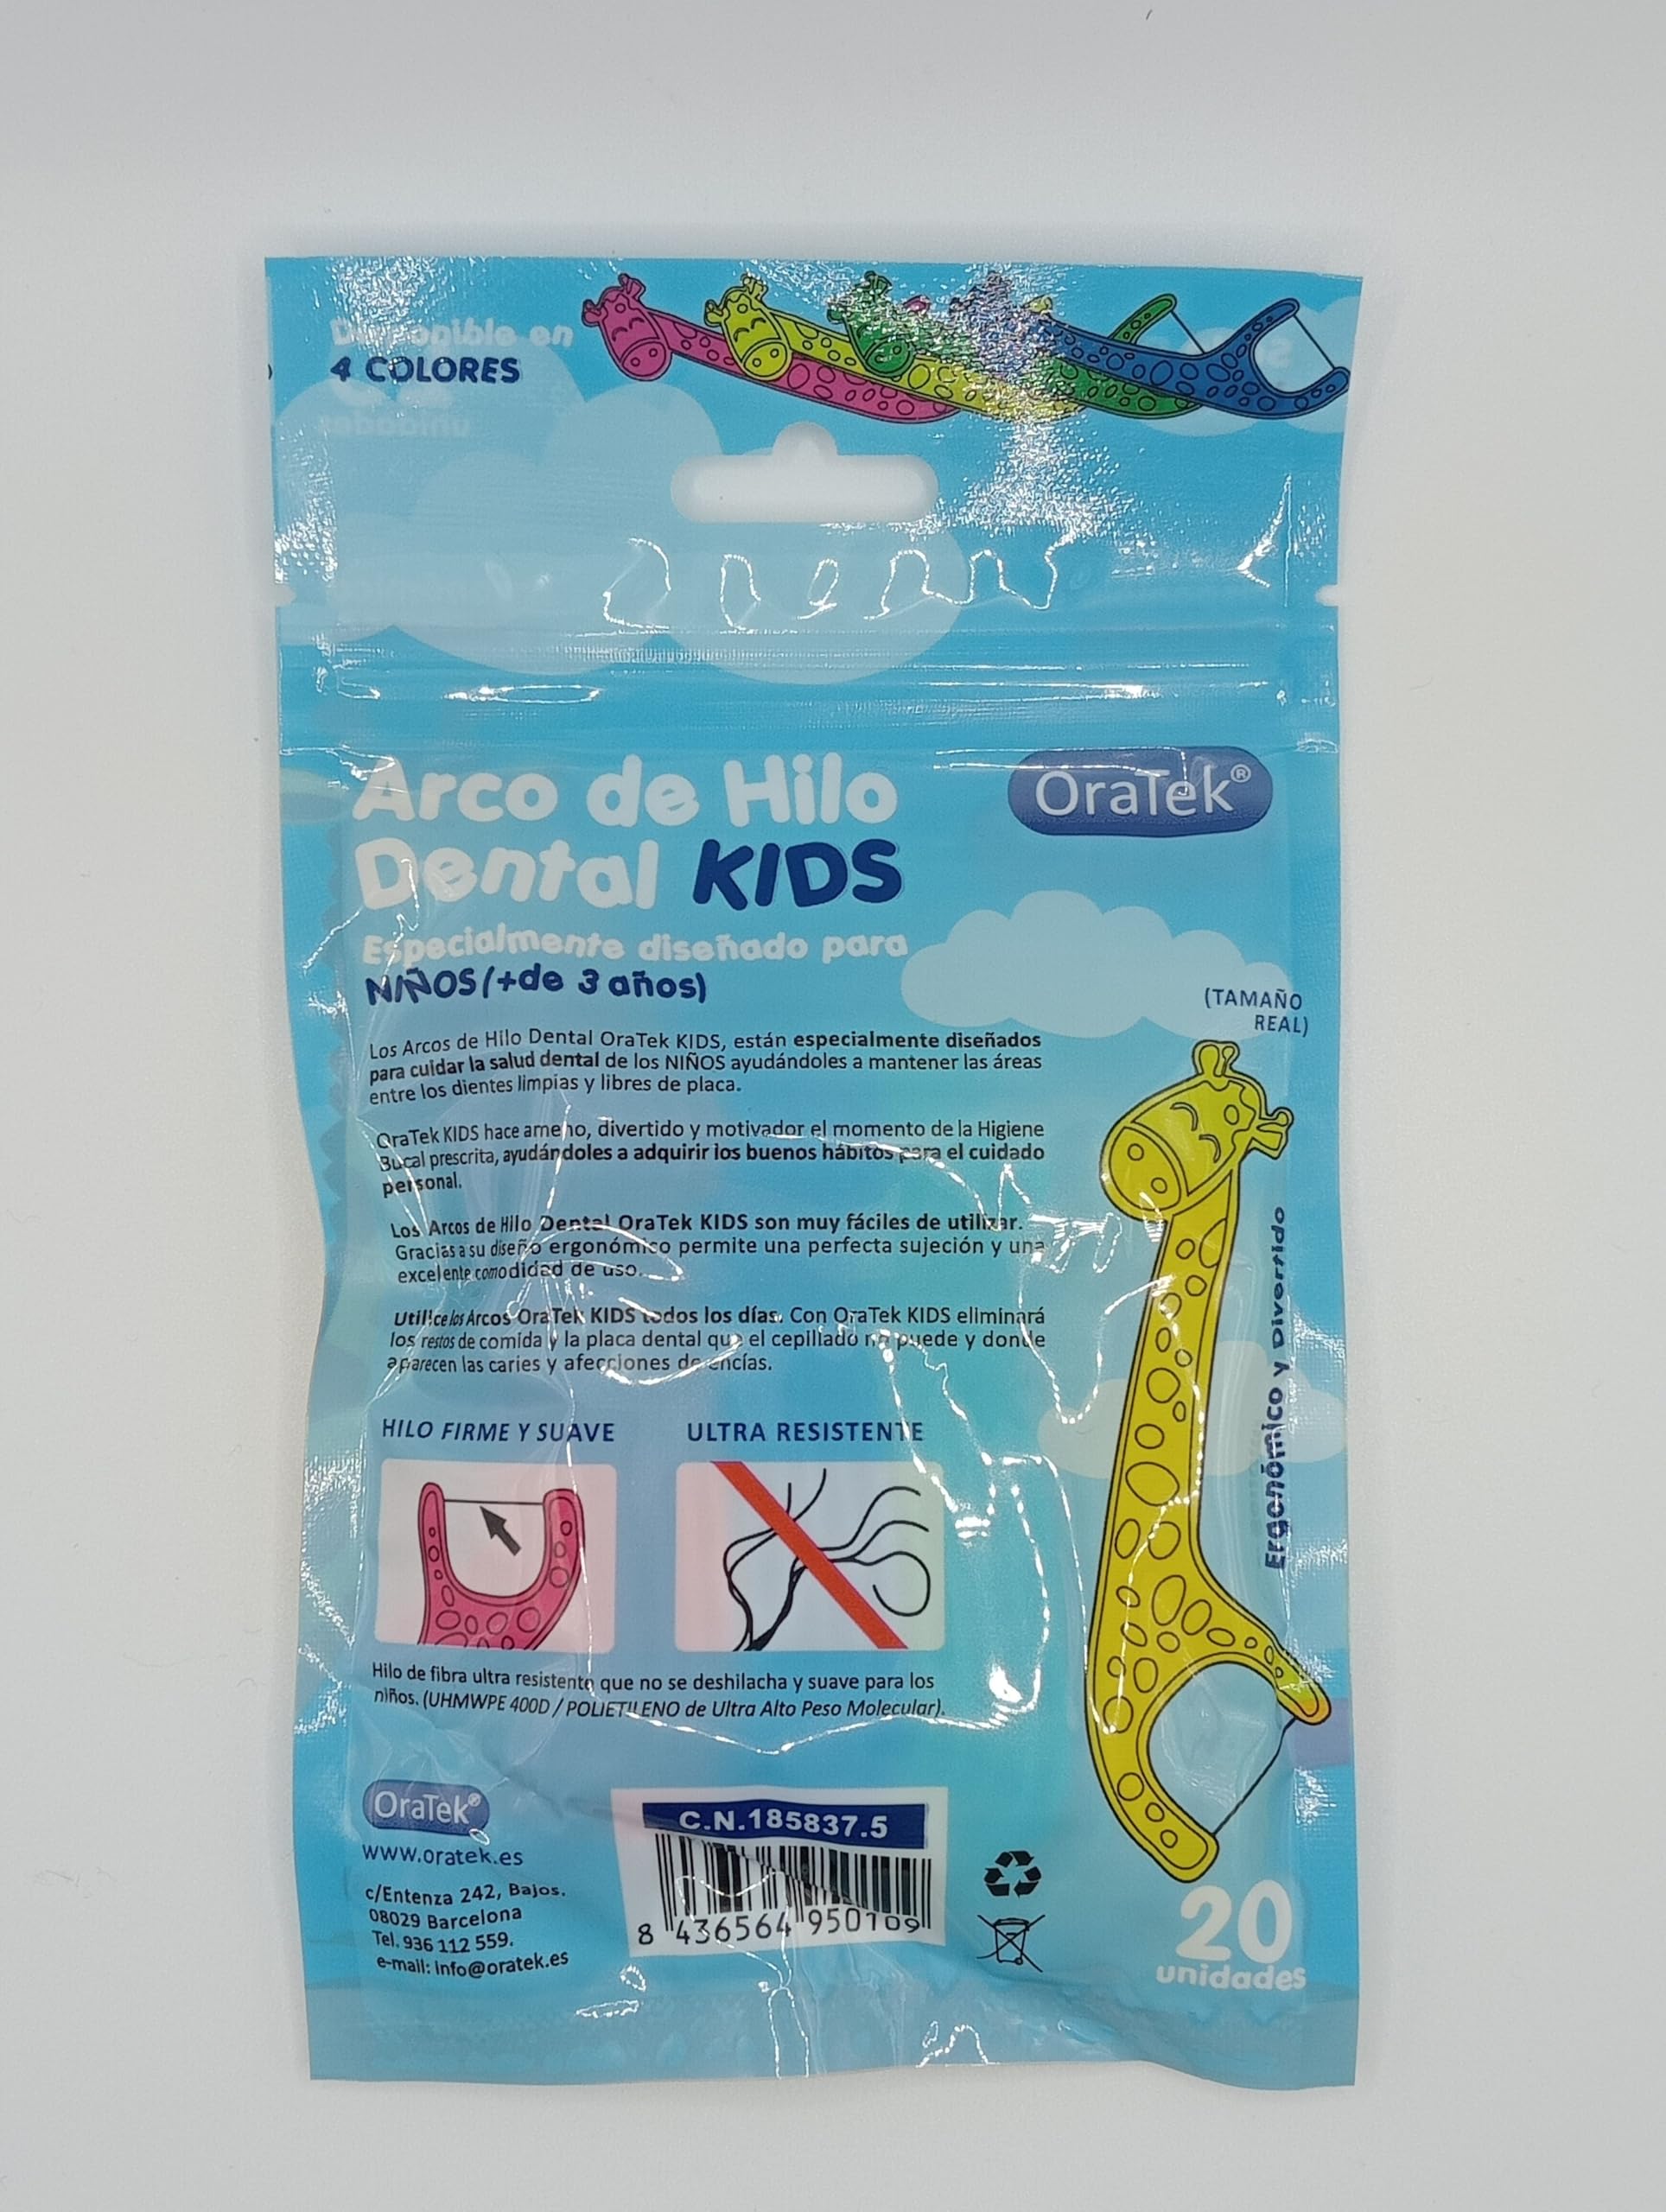 Disponible en
4 COLORES
Arco de Hilo
Dental KIDS
OraTek®
Especialmente diseñado para
NIÑOS (+de 3 años)
(TAMAÑO
REAL)
Los Arcos de Hilo Dental OraTek KIDS, están especialmente diseñados
para cuidar la salud dental de los NIÑOS ayudándoles a mantener las áreas
entre los dientes limpias y libres de placa.
OraTek KIDS hace ameno, divertido y motivador el momento de la Higiene
Bucal prescrita, ayudándoles a adquirir los buenos hábitos para el cuidado
personal.
Los Arcos de Hilo Dental OraTek KIDS son muy fáciles de utilizar.
Gracias a su diseño ergonómico permite una perfecta sujeción y una
excelente comodidad de uso.
Utilice los Arcos OraTek KIDS todos los días. Con OraTek KIDS eliminará
los restos de comida y la placa dental que el cepillado no puede y donde
aparecen las caries y afecciones de encías.
Ergonómico y Divertido
HILO FIRME Y SUAVE
ULTRA RESISTENTE
Hilo de fibra ultra resistente que no se deshilacha y suave para los
niños. (UHMWPE 400D / POLIETILENO de Ultra Alto Peso Molecular).
OraTek®
www.oratek.es
c/Entenza 242, Bajos.
08029 Barcelona
Tel. 936 112 559.
e-mail: info@oratek.es
C.N.185837.5
8 436564 950109
20
unidades